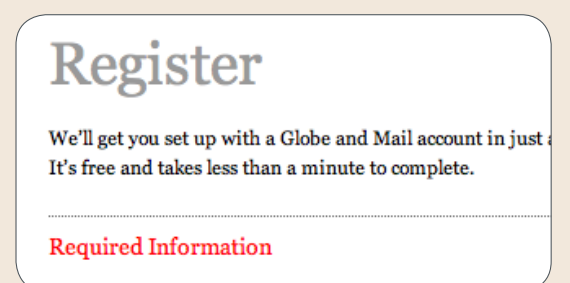 Register
We'll get you set up with a Globe and Mail account in just
It's free and takes less than a minute to complete.
Required Information